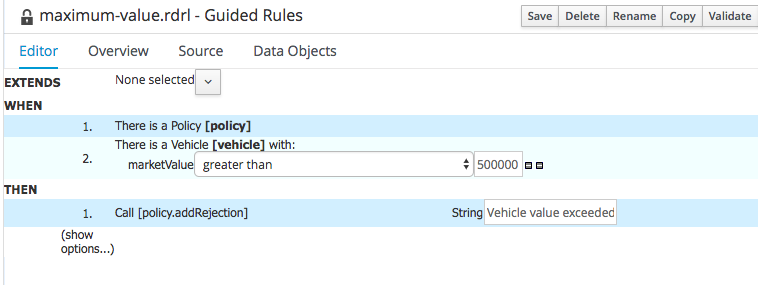 maximum-value.rdrl - Guided Rules
Save Delete Rename Copy Validate
Editor Overview Source Data Objects
EXTENDS None selected
WHEN
1. There is a Policy [policy]
2. There is a Vehicle [vehicle] with:
marketValue greater than 500000
THEN
1. Call [policy.addRejection] String Vehicle value exceeded
(show
options...)